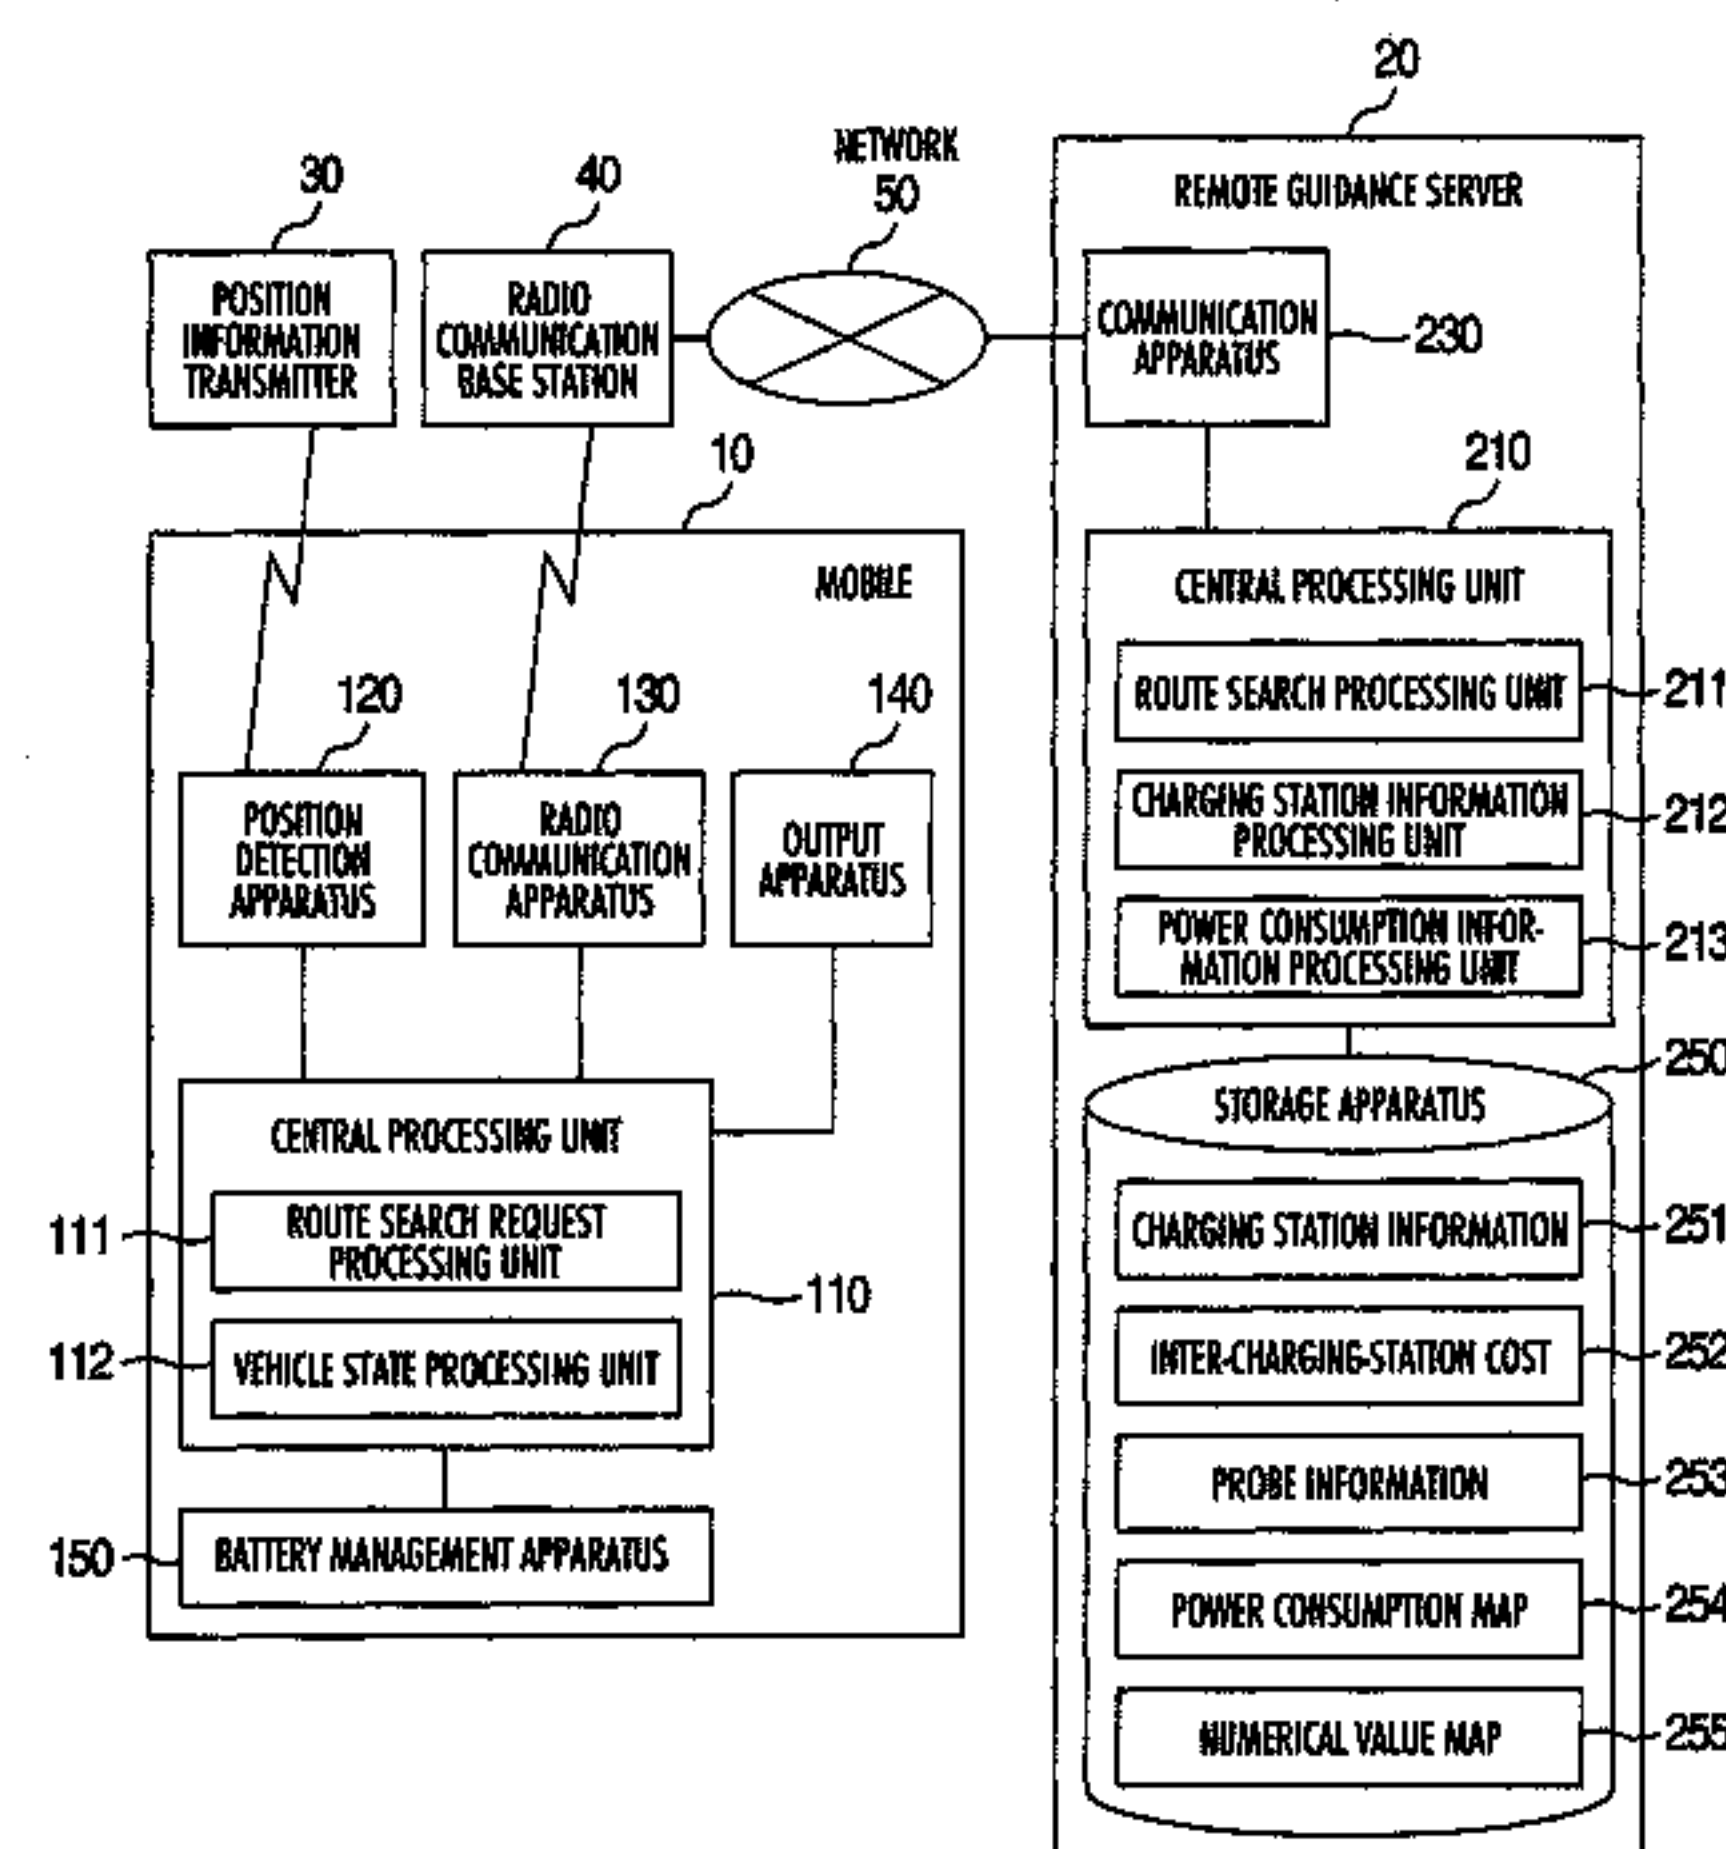 20
NETWORK
50
30
40
REMOTE GUIDANCE SERVER
POSITION
INFORMATION
TRANSMITTER
RADIO
COMMUNICATION
BASE STATION
COMMUNICATION
APPARATUS
230
10
210
MOBILE
CENTRAL PROCESSING UNIT
ROUTE SEARCH PROCESSING UNIT
211
CHARGING STATION INFORMATION
PROCESSING UNIT
212
POWER CONSUMPTION INFOR-
MATION PROCESSING UNIT
213
120
130
140
POSITION
DETECTION
APPARATUS
RADIO
COMMUNICATION
APPARATUS
OUTPUT
APPARATUS
250
STORAGE APPARATUS
CENTRAL PROCESSING UNIT
111
ROUTE SEARCH REQUEST
PROCESSING UNIT
110
112
VEHICLE STATE PROCESSING UNIT
150
BATTERY MANAGEMENT APPARATUS
CHARGING STATION INFORMATION
251
INTER-CHARGING-STATION COST
252
PROBE INFORMATION
253
POWER CONSUMPTION MAP
254
NUMERICAL VALUE MAP
255